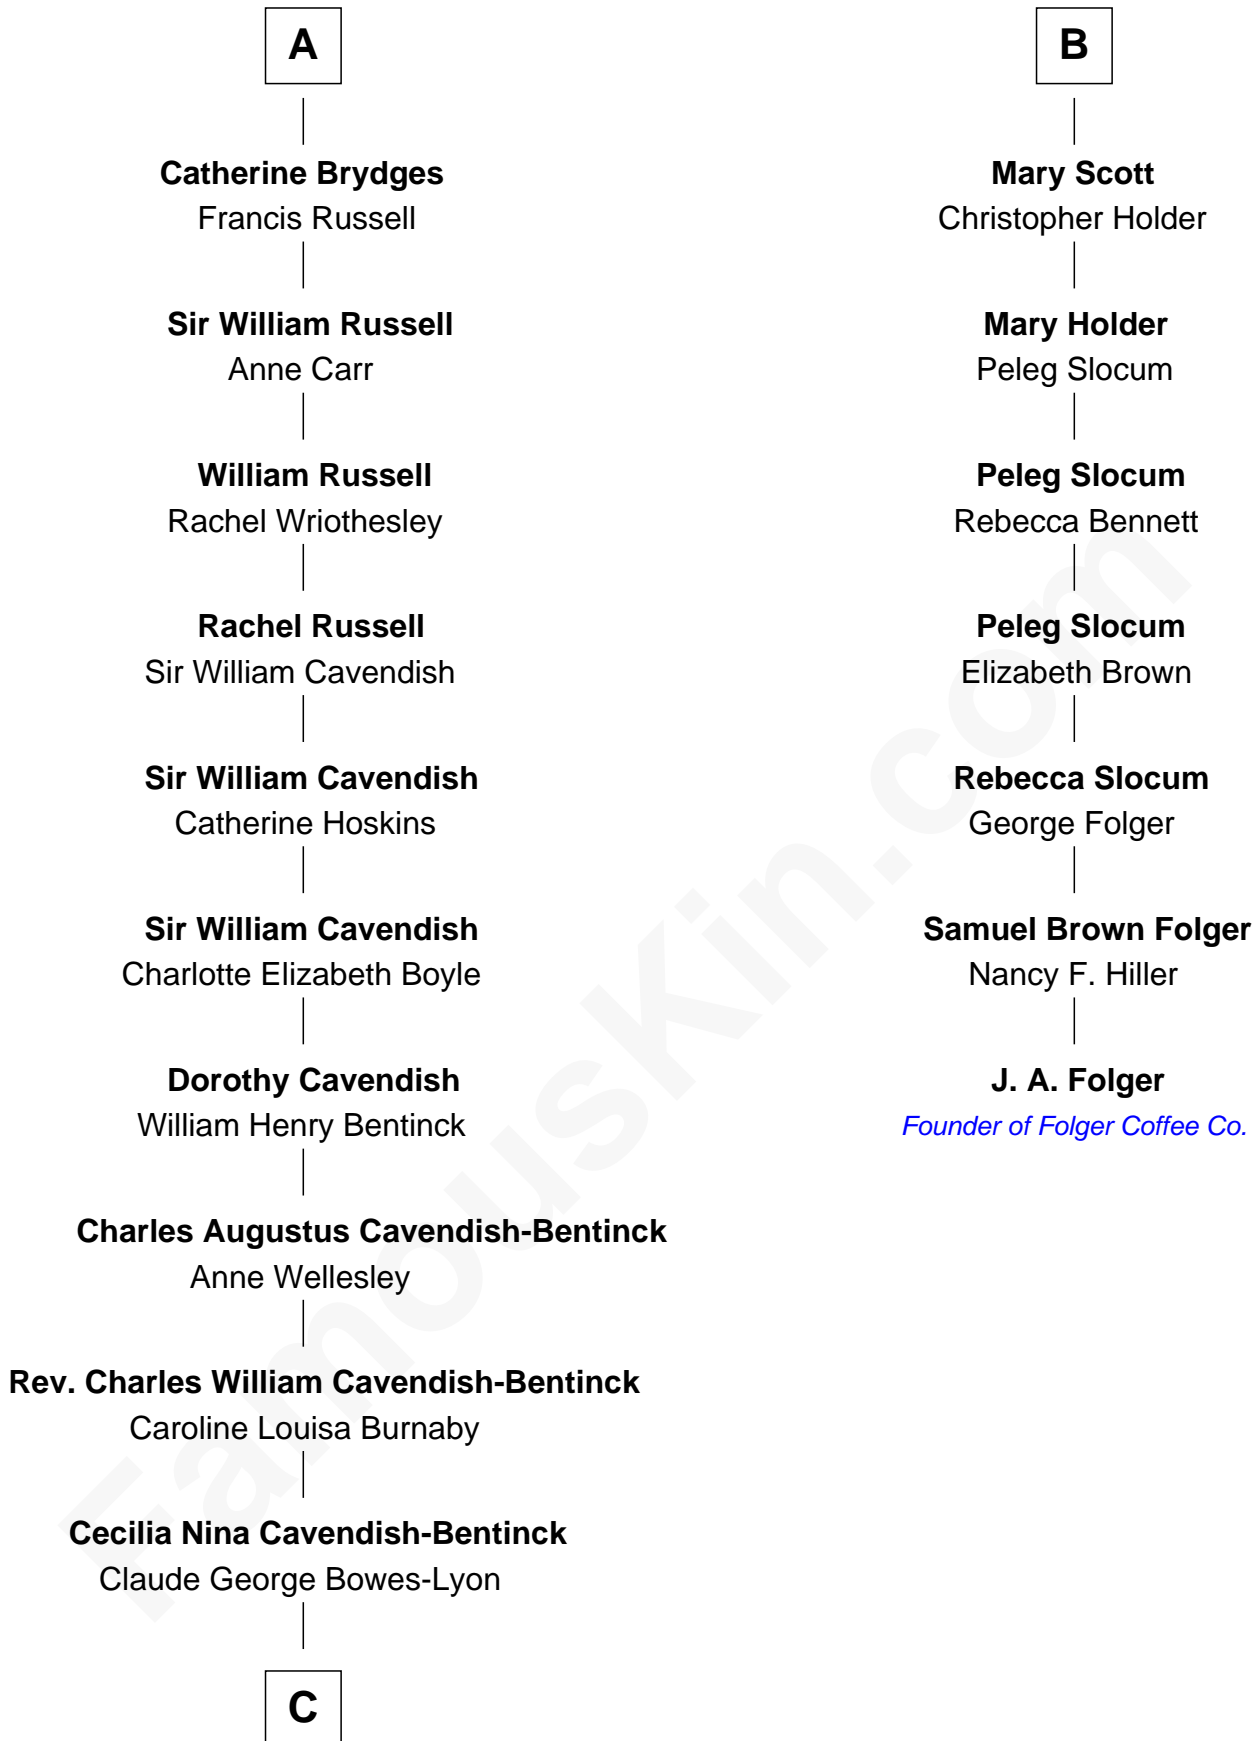 A
Catherine Brydges
Francis Russell
Sir William Russell
Anne Carr
William Russell
Rachel Wriothesley
Rachel Russell
Sir William Cavendish
Sir William Cavendish
Catherine Hoskins
Sir William Cavendish
Charlotte Elizabeth Boyle
Dorothy Cavendish
William Henry Bentinck
Charles Augustus Cavendish-Bentinck
Anne Wellesley
Rev. Charles William Cavendish-Bentinck
Caroline Louisa Burnaby
Cecilia Nina Cavendish-Bentinck
Claude George Bowes-Lyon
C
B
Mary Scott
Christopher Holder
Mary Holder
Peleg Slocum
Peleg Slocum
Rebecca Bennett
Peleg Slocum
Elizabeth Brown
Rebecca Slocum
George Folger
Samuel Brown Folger
Nancy F. Hiller
J. A. Folger
Founder of Folger Coffee Co.
FamousKin.com